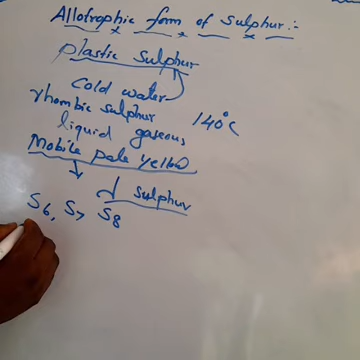 Allotrophic form of Sulphur:-
plastic Sulphur
Cold water
rhombic sulphur 140°C
liquid gaseous
Mobile pale yellow
↓ Sulphur
S6, S7 S8